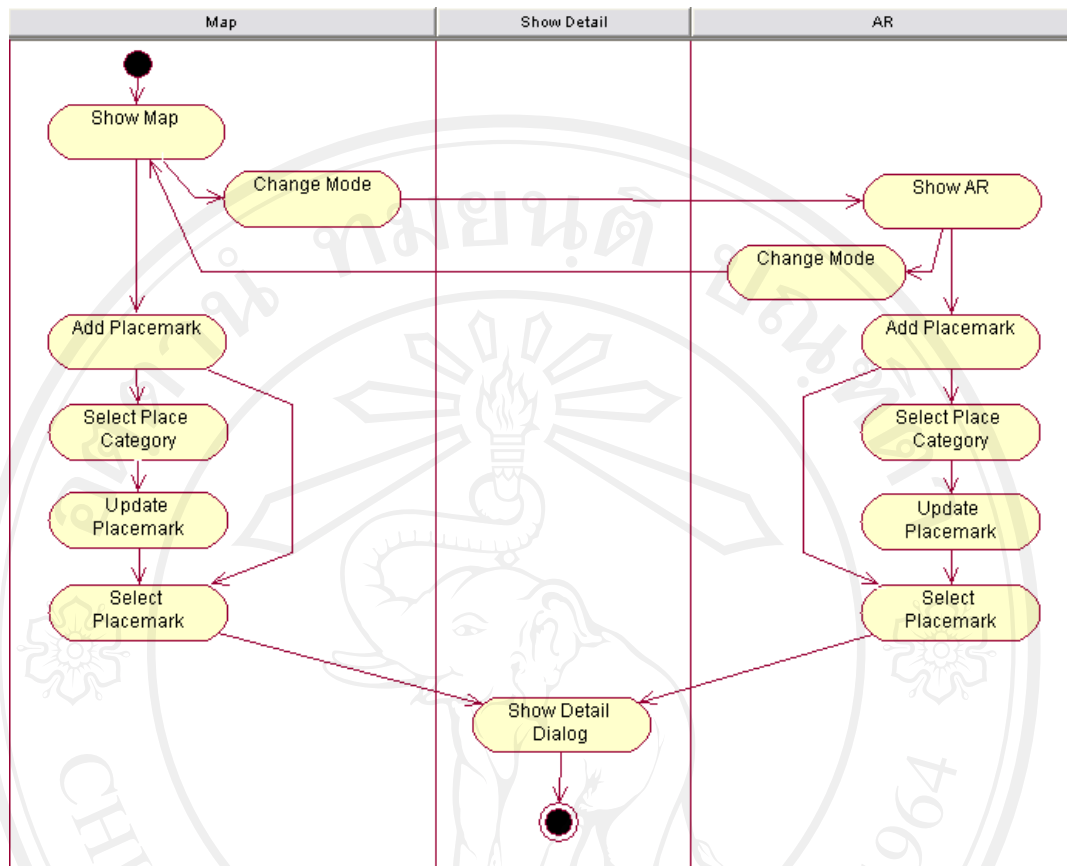 Map
Show Detail
AR
Show Map
Change Mode
Show AR
Change Mode
Add Placemark
Add Placemark
Select Place
Category
Select Place
Category
Update
Placemark
Update
Placemark
Select
Placemark
Select
Placemark
Show Detail
Dialog
1964